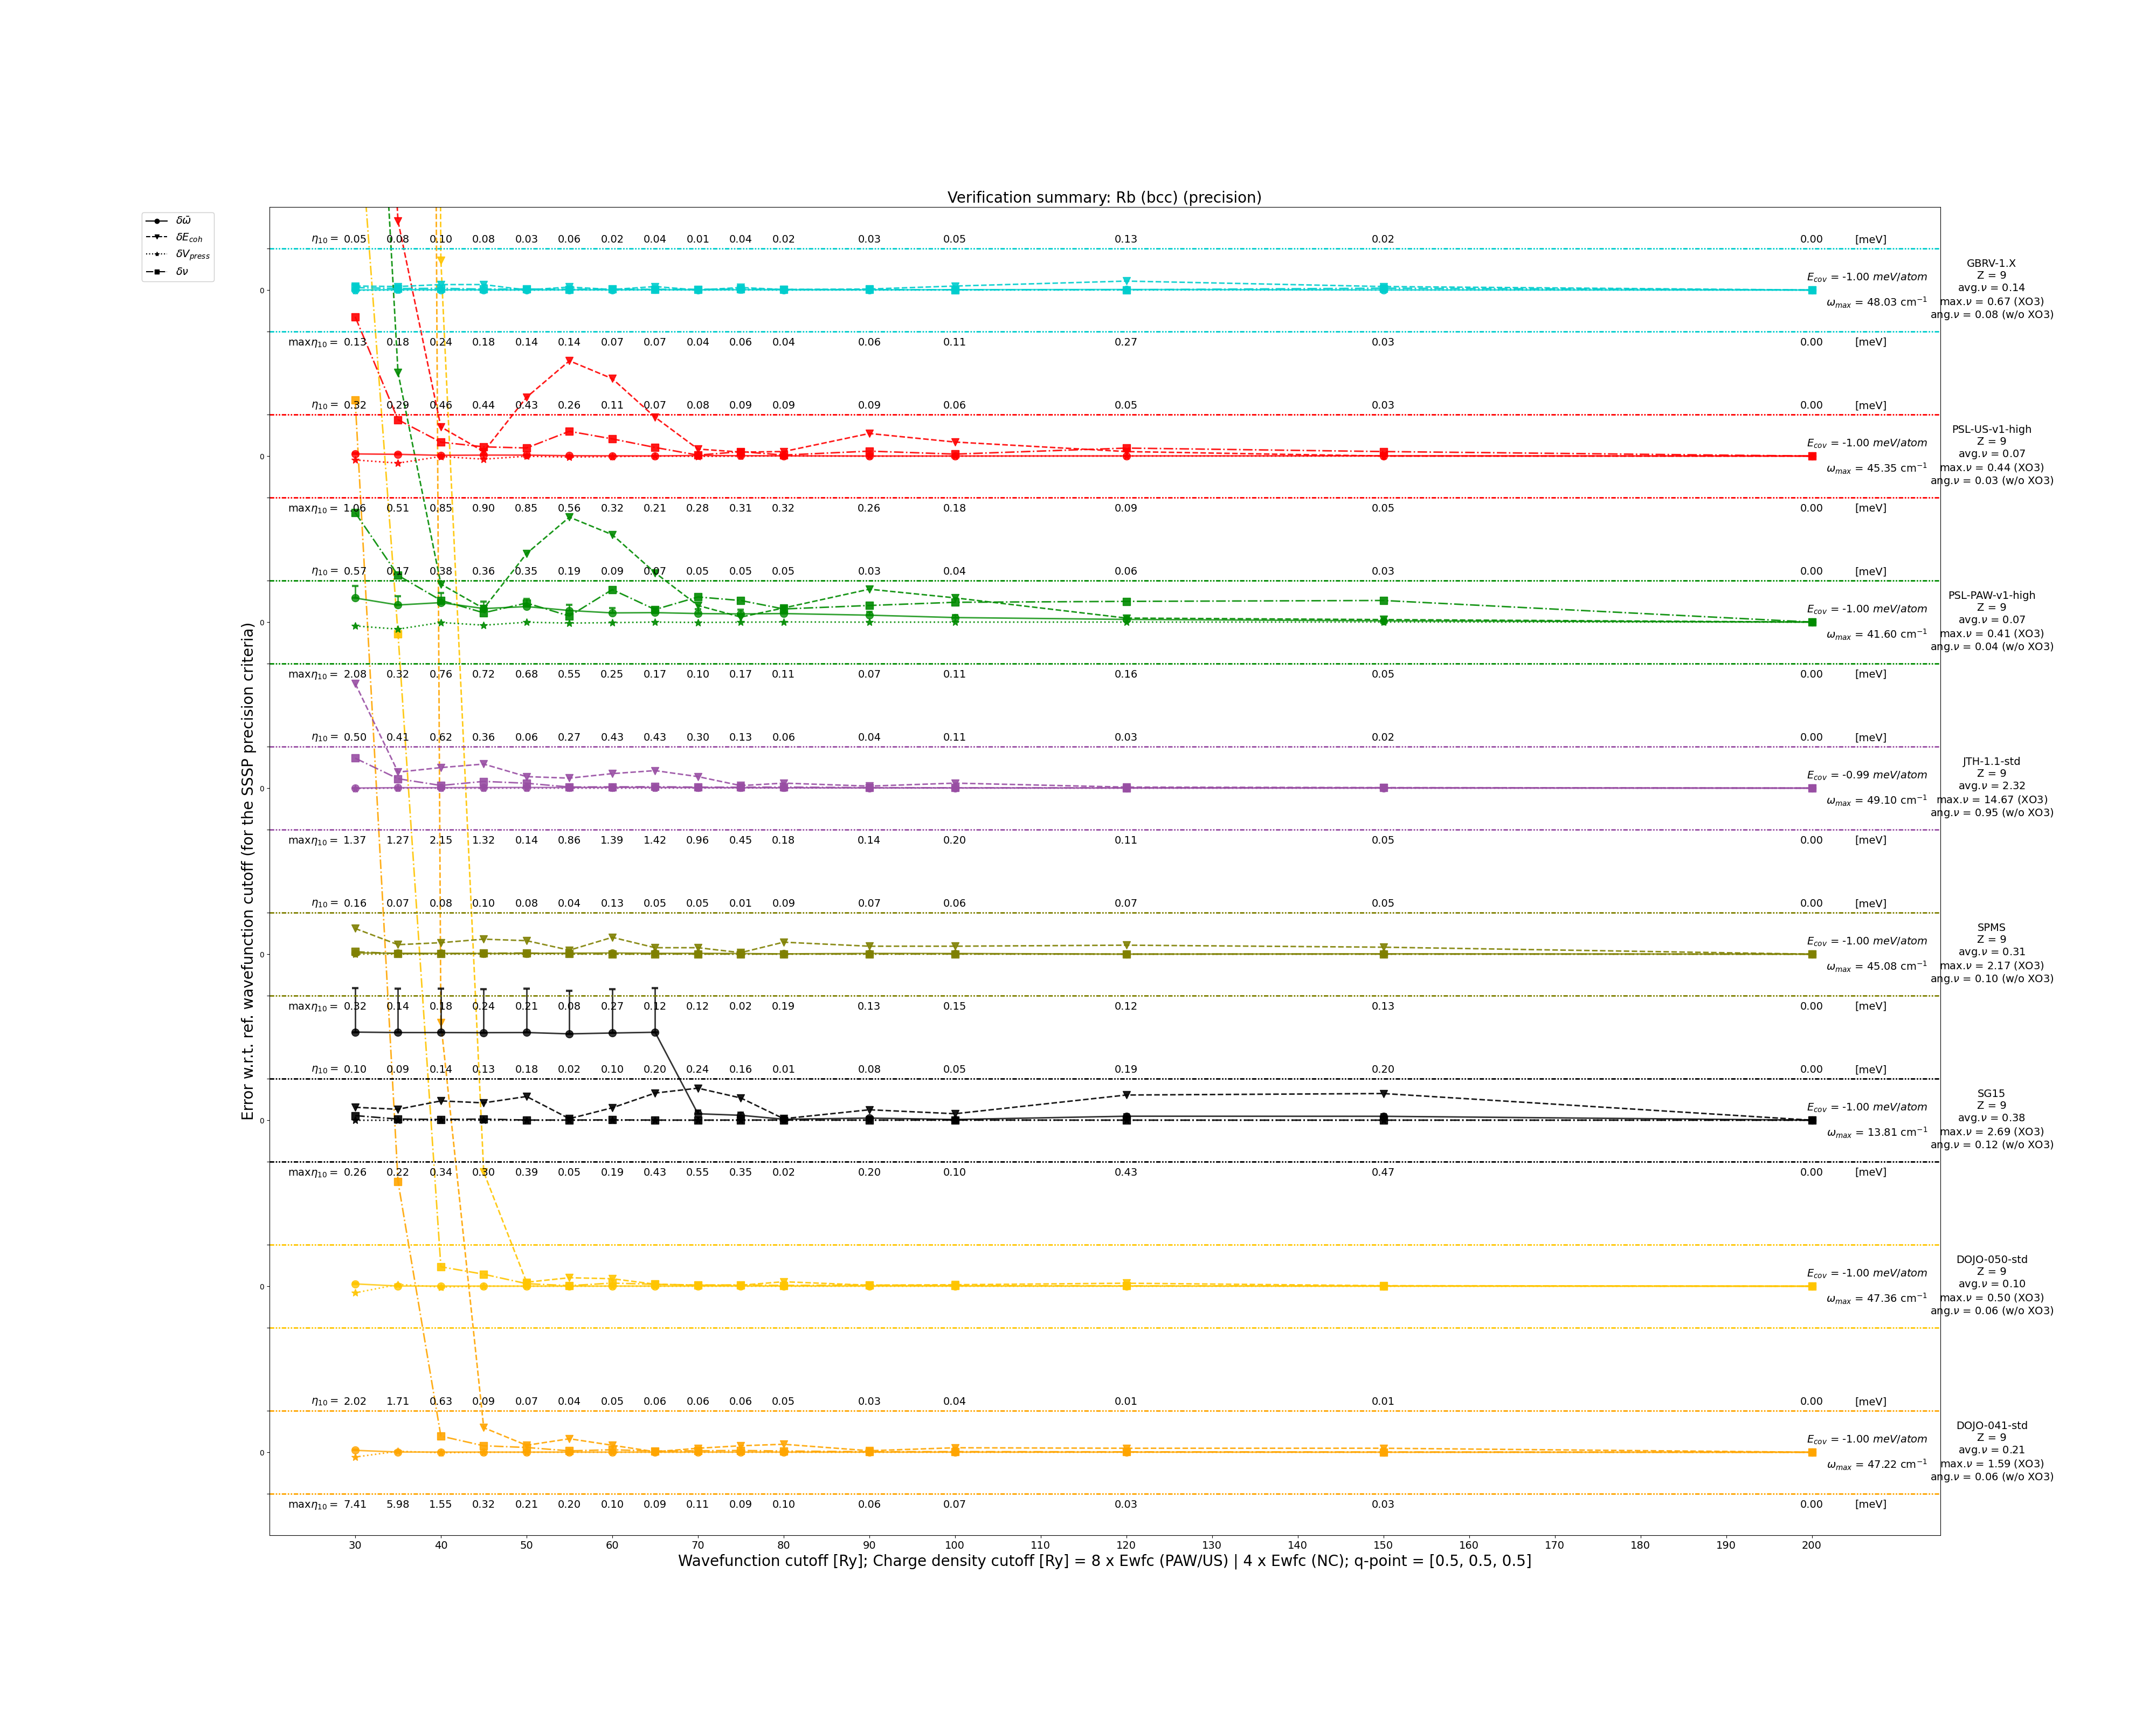 Verification summary: Rb (bcc) (precision)
δω̄
δE_coh
δV_press
δν
Error w.r.t. ref. wavefunction cutoff (for the SSSP precision criteria)
η₁₀ = 0.05 0.08 0.10 0.08 0.03 0.06 0.02 0.04 0.01 0.04 0.02 0.03 0.05 0.13 0.02 0.00 [meV]
0
E_cov = -1.00 meV/atom
ω_max = 48.03 cm⁻¹
GBRV-1.X
Z = 9
avg.ν = 0.14
max.ν = 0.67 (XO3)
ang.ν = 0.08 (w/o XO3)
maxη₁₀ = 0.13 0.18 0.24 0.18 0.14 0.14 0.07 0.07 0.04 0.06 0.04 0.06 0.11 0.27 0.03 0.00 [meV]
η₁₀ = 0.32 0.29 0.46 0.44 0.43 0.26 0.11 0.07 0.08 0.09 0.09 0.09 0.06 0.05 0.03 0.00 [meV]
0
E_cov = -1.00 meV/atom
ω_max = 45.35 cm⁻¹
PSL-US-v1-high
Z = 9
avg.ν = 0.07
max.ν = 0.44 (XO3)
ang.ν = 0.03 (w/o XO3)
maxη₁₀ = 1.06 0.51 0.85 0.90 0.85 0.56 0.32 0.21 0.28 0.31 0.32 0.26 0.18 0.09 0.05 0.00 [meV]
η₁₀ = 0.57 0.17 0.38 0.36 0.35 0.19 0.09 0.07 0.05 0.05 0.05 0.03 0.04 0.06 0.03 0.00 [meV]
0
E_cov = -1.00 meV/atom
ω_max = 41.60 cm⁻¹
PSL-PAW-v1-high
Z = 9
avg.ν = 0.07
max.ν = 0.41 (XO3)
ang.ν = 0.04 (w/o XO3)
maxη₁₀ = 2.08 0.32 0.76 0.72 0.68 0.55 0.25 0.17 0.10 0.17 0.11 0.07 0.11 0.16 0.05 0.00 [meV]
η₁₀ = 0.50 0.41 0.62 0.36 0.06 0.27 0.43 0.43 0.30 0.13 0.06 0.04 0.11 0.03 0.02 0.00 [meV]
0
E_cov = -0.99 meV/atom
ω_max = 49.10 cm⁻¹
JTH-1.1-std
Z = 9
avg.ν = 2.32
max.ν = 14.67 (XO3)
ang.ν = 0.95 (w/o XO3)
maxη₁₀ = 1.37 1.27 2.15 1.32 0.14 0.86 1.39 1.42 0.96 0.45 0.18 0.14 0.20 0.11 0.05 0.00 [meV]
η₁₀ = 0.16 0.07 0.08 0.10 0.08 0.04 0.13 0.05 0.05 0.01 0.09 0.07 0.06 0.07 0.05 0.00 [meV]
0
E_cov = -1.00 meV/atom
ω_max = 45.08 cm⁻¹
SPMS
Z = 9
avg.ν = 0.31
max.ν = 2.17 (XO3)
ang.ν = 0.10 (w/o XO3)
maxη₁₀ = 0.32 0.14 0.18 0.24 0.21 0.08 0.27 0.12 0.12 0.02 0.19 0.13 0.15 0.12 0.13 0.00 [meV]
η₁₀ = 0.10 0.09 0.14 0.13 0.18 0.02 0.10 0.20 0.24 0.16 0.01 0.08 0.05 0.19 0.20 0.00 [meV]
0
E_cov = -1.00 meV/atom
ω_max = 13.81 cm⁻¹
SG15
Z = 9
avg.ν = 0.38
max.ν = 2.69 (XO3)
ang.ν = 0.12 (w/o XO3)
maxη₁₀ = 0.26 0.22 0.34 0.30 0.39 0.05 0.19 0.43 0.55 0.35 0.02 0.20 0.10 0.43 0.47 0.00 [meV]
0
E_cov = -1.00 meV/atom
ω_max = 47.36 cm⁻¹
DOJO-050-std
Z = 9
avg.ν = 0.10
max.ν = 0.50 (XO3)
ang.ν = 0.06 (w/o XO3)
η₁₀ = 2.02 1.71 0.63 0.09 0.07 0.04 0.05 0.06 0.06 0.06 0.05 0.03 0.04 0.01 0.01 0.00 [meV]
0
E_cov = -1.00 meV/atom
ω_max = 47.22 cm⁻¹
DOJO-041-std
Z = 9
avg.ν = 0.21
max.ν = 1.59 (XO3)
ang.ν = 0.06 (w/o XO3)
maxη₁₀ = 7.41 5.98 1.55 0.32 0.21 0.20 0.10 0.09 0.11 0.09 0.10 0.06 0.07 0.03 0.03 0.00 [meV]
30 40 50 60 70 80 90 100 110 120 130 140 150 160 170 180 190 200
Wavefunction cutoff [Ry]; Charge density cutoff [Ry] = 8 x Ewfc (PAW/US) | 4 x Ewfc (NC); q-point = [0.5, 0.5, 0.5]